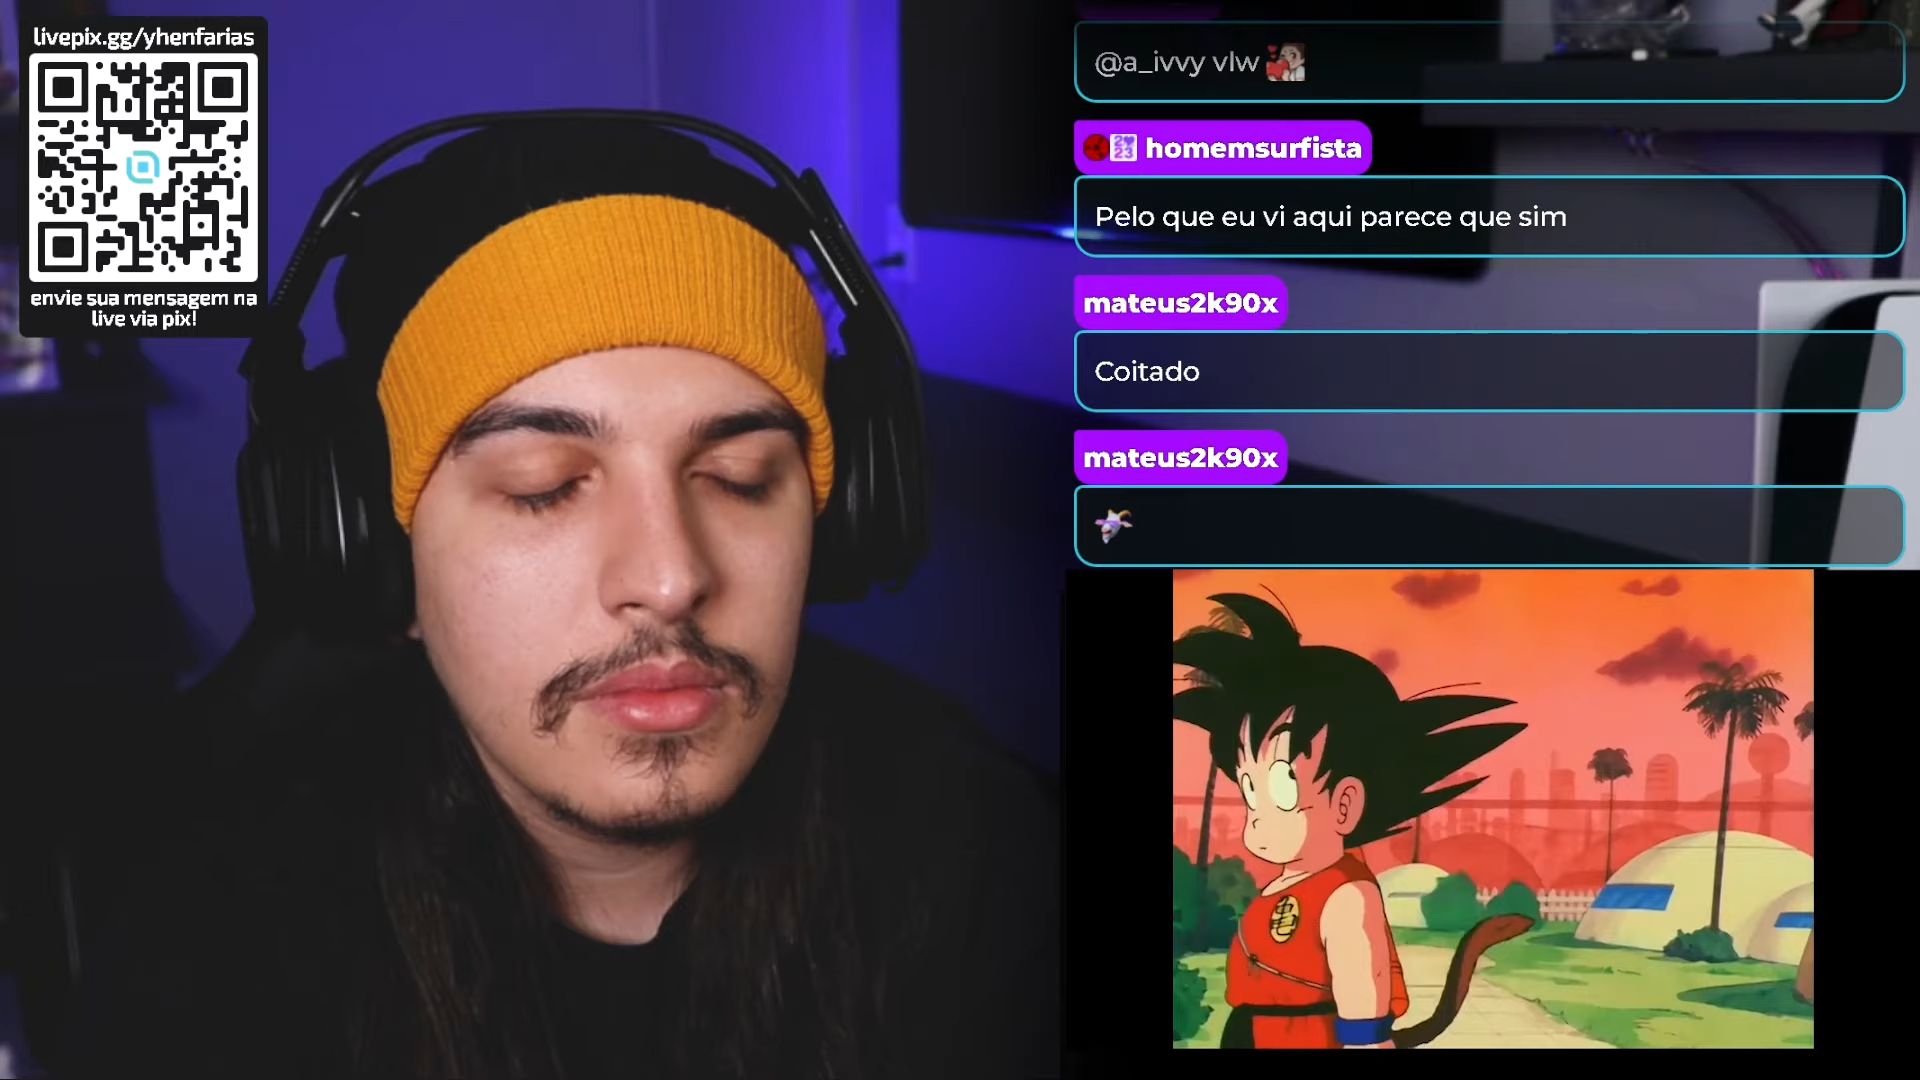 livepix.gg/yhenfarias
envie sua mensagem na
live via pix!
@a_ivvy vlw
homemsurfista
Pelo que eu vi aqui parece que sim
mateus2k90x
Coitado
mateus2k90x
亀